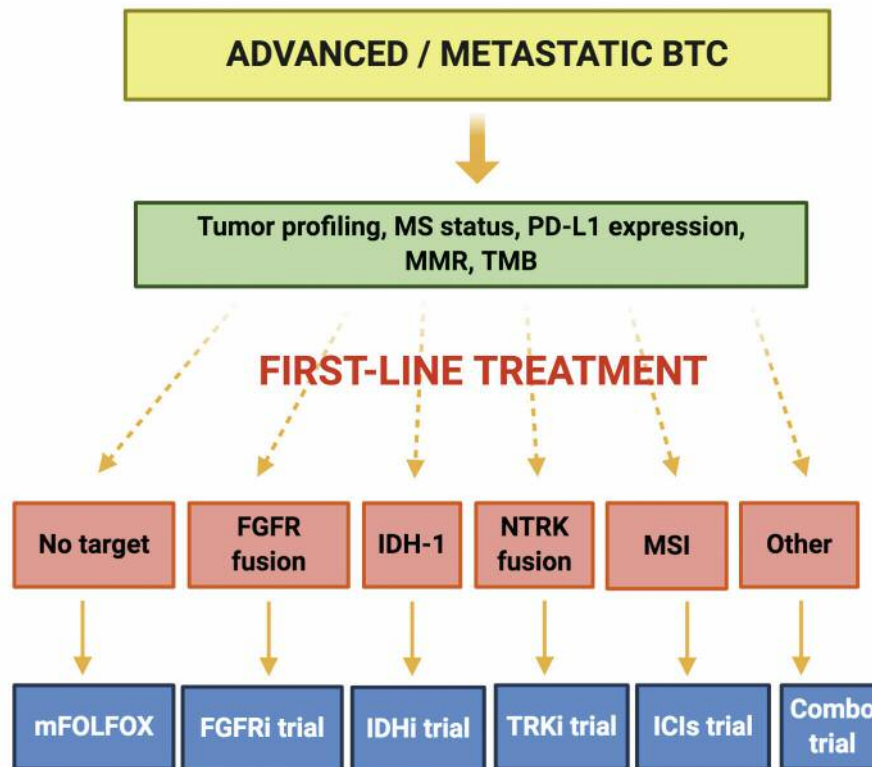 ADVANCED / METASTATIC BTC
Tumor profiling, MS status, PD-L1 expression,
MMR, TMB
FIRST-LINE TREATMENT
No target
FGFR
fusion
IDH-1
NTRK
fusion
MSI
Other
mFOLFOX
FGFRi trial
IDHi trial
TRKi trial
ICIs trial
Combo
trial